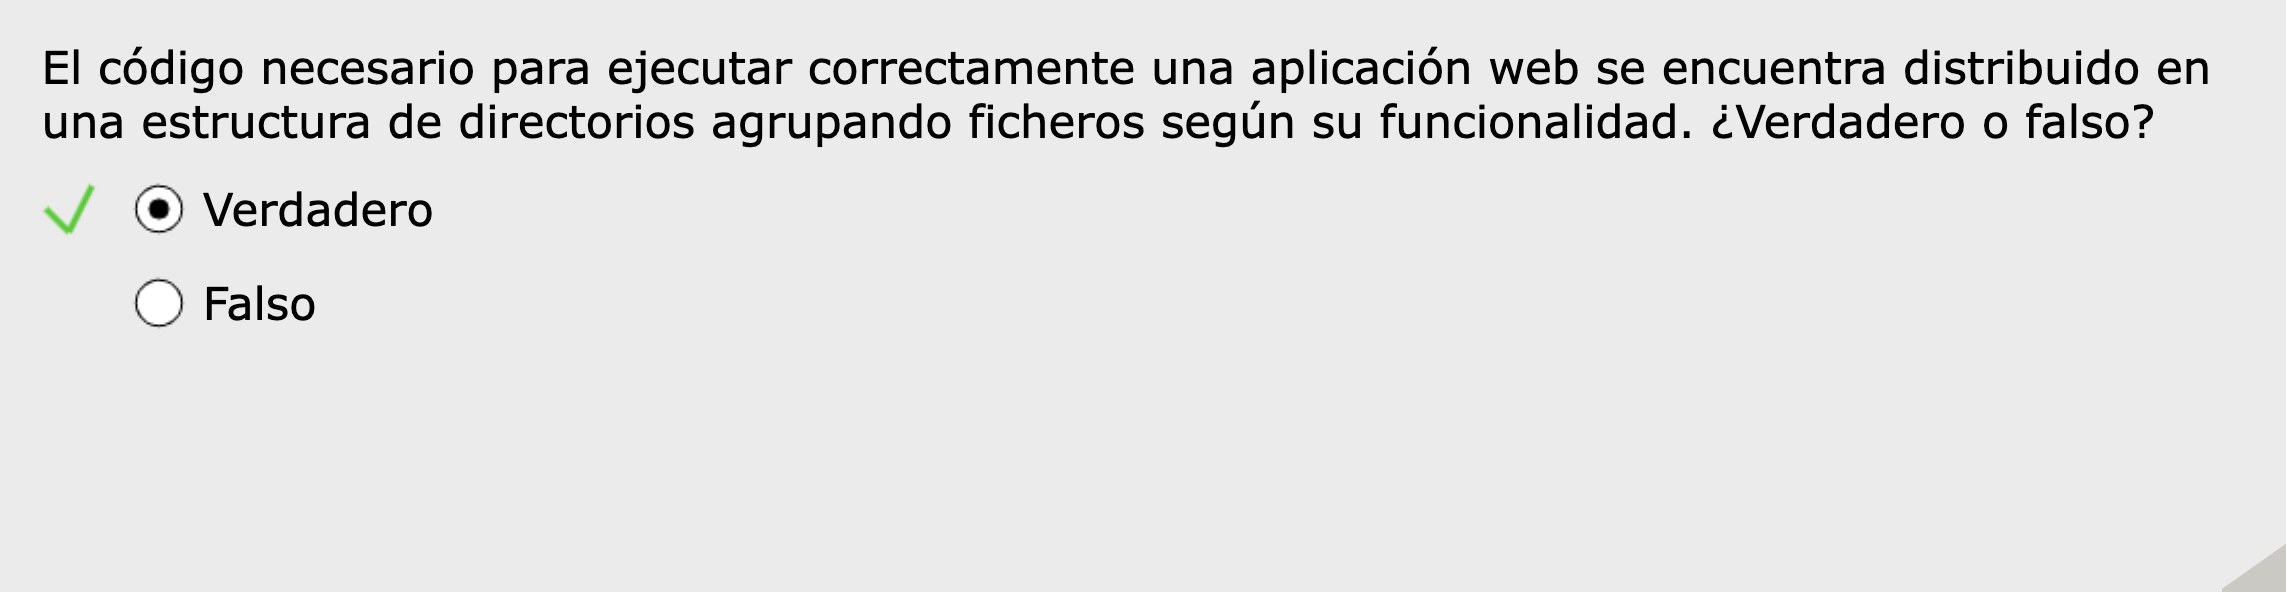 El código necesario para ejecutar correctamente una aplicación web se encuentra distribuido en
una estructura de directorios agrupando ficheros según su funcionalidad. ¿Verdadero o falso?
Verdadero
Falso